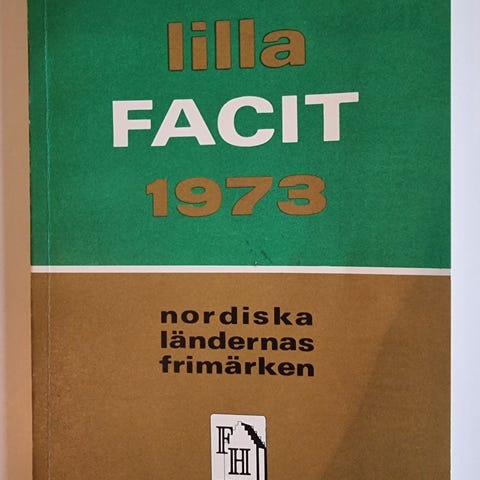 lilla
FACIT
1973
nordiska
ländernas
frimärken
FH